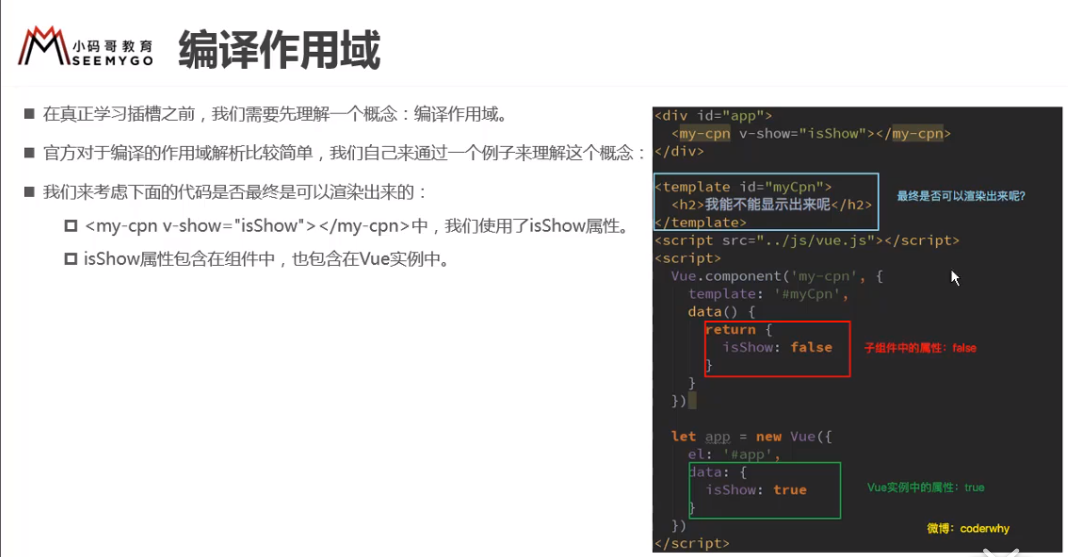 小码哥教育
SEEMYGO
编译作用域
在真正学习插槽之前，我们需要先理解一个概念：编译作用域。
官方对于编译的作用域解析比较简单，我们自己来通过一个例子来理解这个概念：
我们来考虑下面的代码是否最终是可以渲染出来的：
<my-cpn v-show="isShow"></my-cpn>中，我们使用了isShow属性。
isShow属性包含在组件中，也包含在Vue实例中。
<div id="app">
<my-cpn v-show="isShow"></my-cpn>
</div>
<template id="myCpn">
<h2>我能不能显示出来呢</h2>
</template>
最终是否可以渲染出来呢?
<script src="../js/vue.js"></script>
<script>
Vue.component('my-cpn', {
template: '#myCpn',
data() {
return {
isShow: false
}
子组件中的属性：false
}
})
let app = new Vue({
el: '#app',
data: {
isShow: true
}
Vue实例中的属性：true
})
</script>
微博：coderwhy